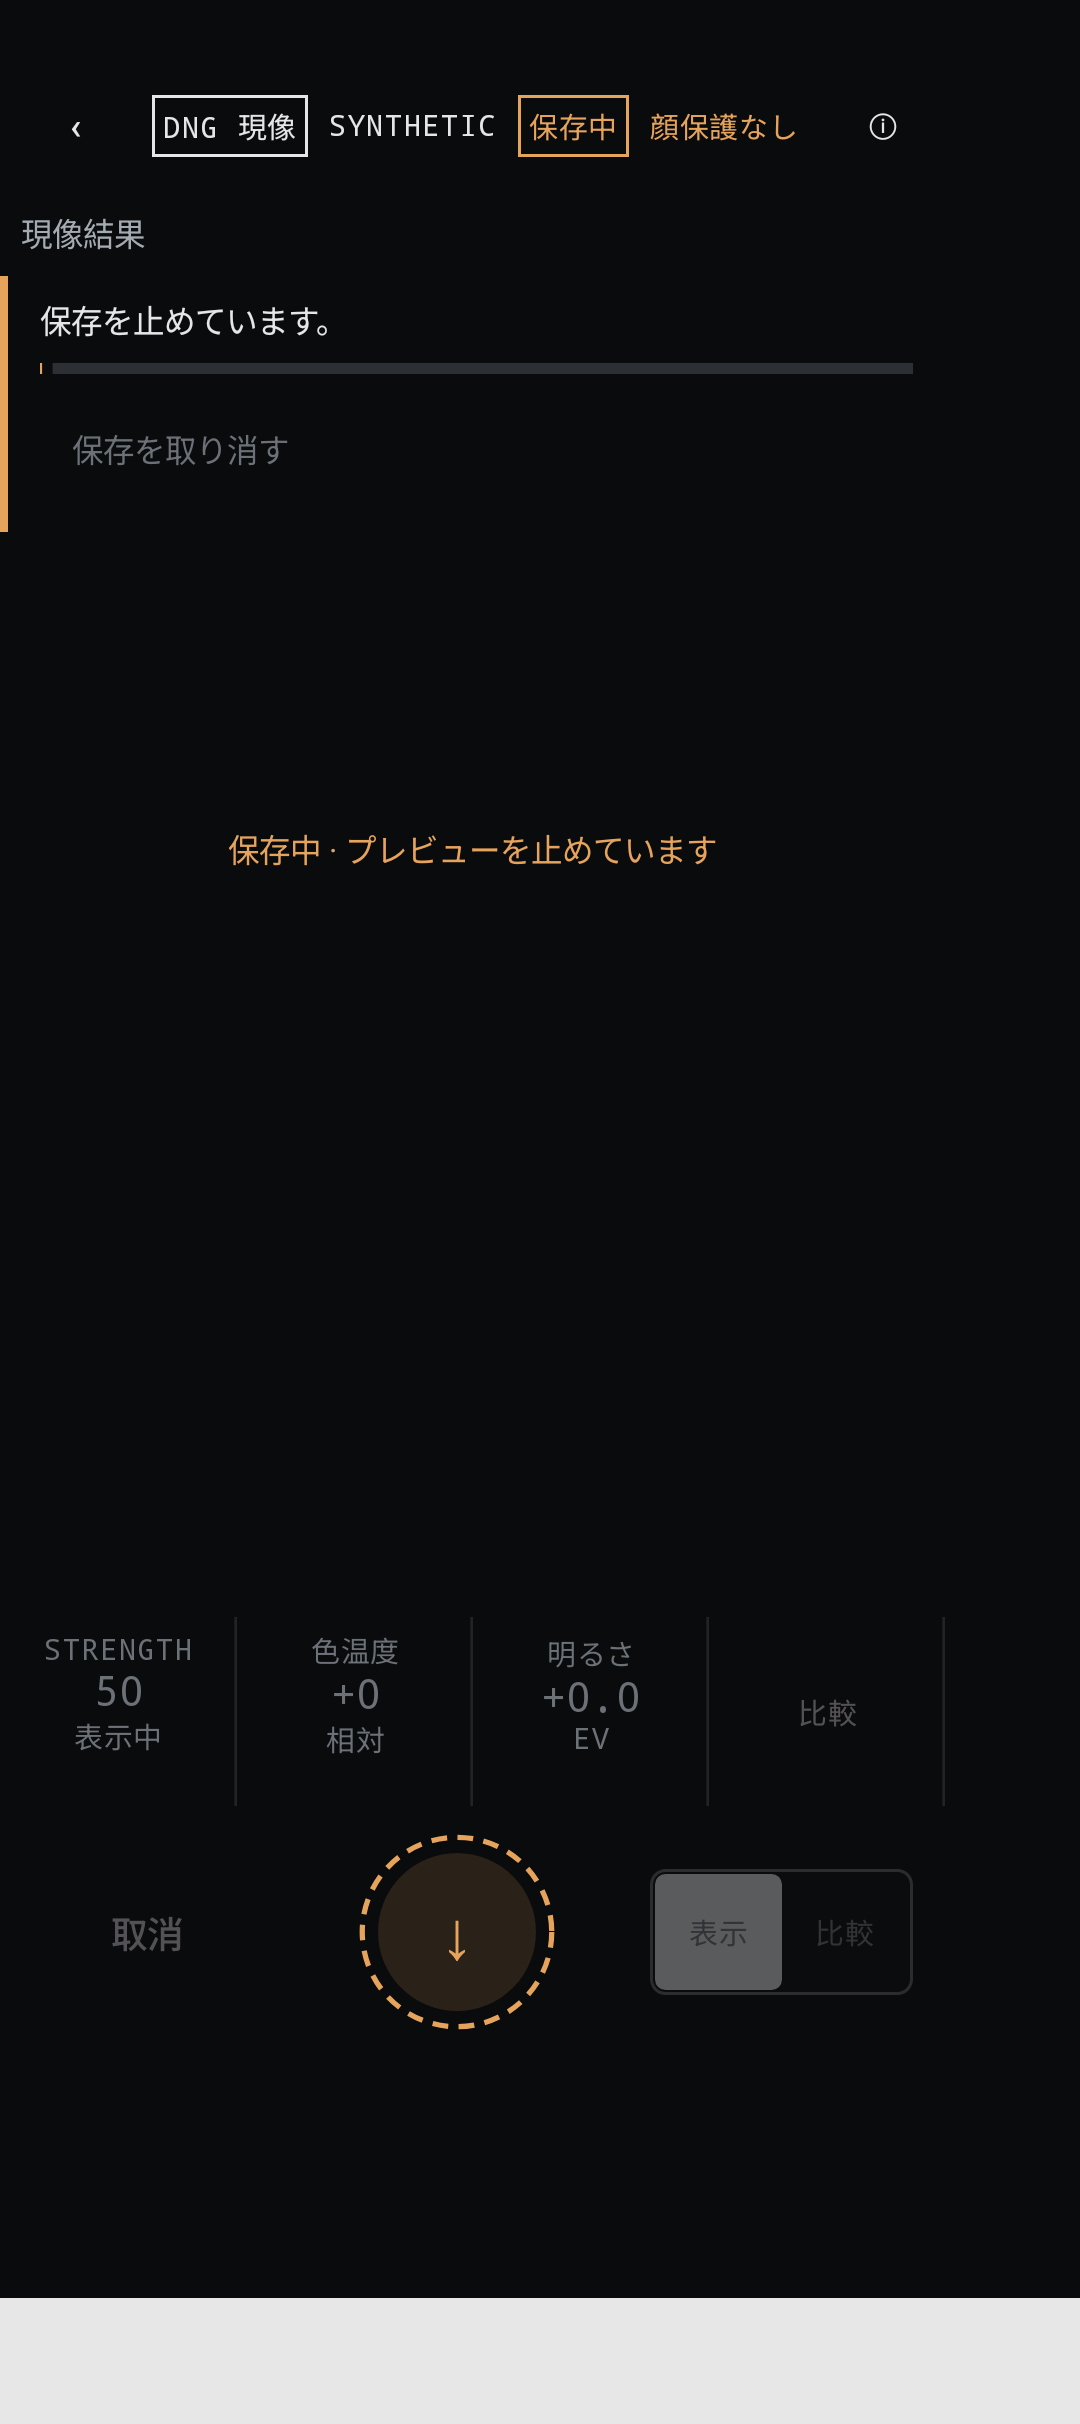 ‹ DNG 現像 SYNTHETIC 保存中 顔保護なし ⓘ
現像結果
保存を止めています。
保存を取り消す
保存中 · プレビューを止めています
STRENGTH
50
表示中
色温度
+0
相対
明るさ
+0.0
EV
比較
取消
↓
表示 比較